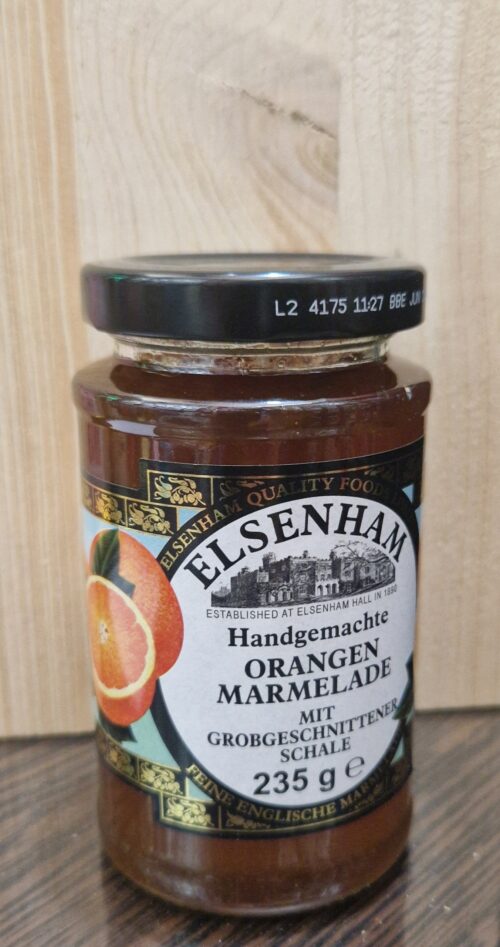 L2 4175 11:27 BBE JUN
ELSENHAM QUALITY FOODS
ELSENHAM
ESTABLISHED AT ELSENHAM HALL IN 1890
Handgemachte
ORANGEN
MARMELADE
MIT
GROBGESCHNITTENER
SCHALE
235 g ℮
FEINE ENGLISCHE